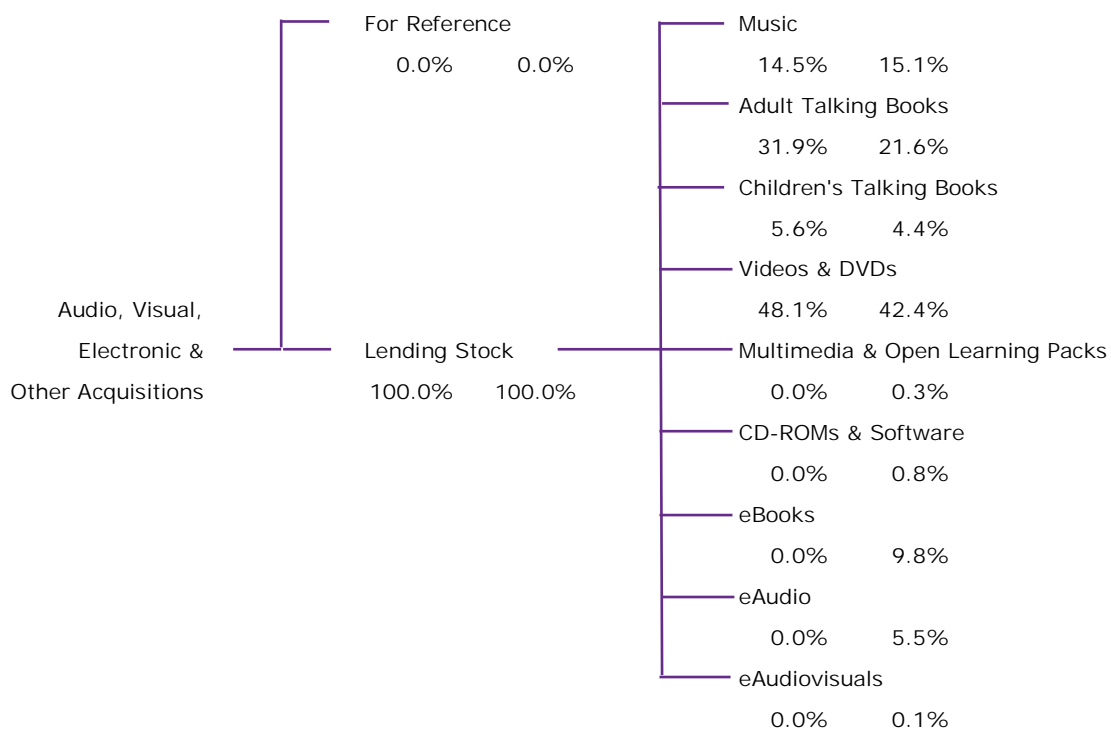 Audio, Visual,
Electronic &
Other Acquisitions
For Reference
0.0% 0.0%
Lending Stock
100.0% 100.0%
Music
14.5% 15.1%
Adult Talking Books
31.9% 21.6%
Children's Talking Books
5.6% 4.4%
Videos & DVDs
48.1% 42.4%
Multimedia & Open Learning Packs
0.0% 0.3%
CD-ROMs & Software
0.0% 0.8%
eBooks
0.0% 9.8%
eAudio
0.0% 5.5%
eAudiovisuals
0.0% 0.1%